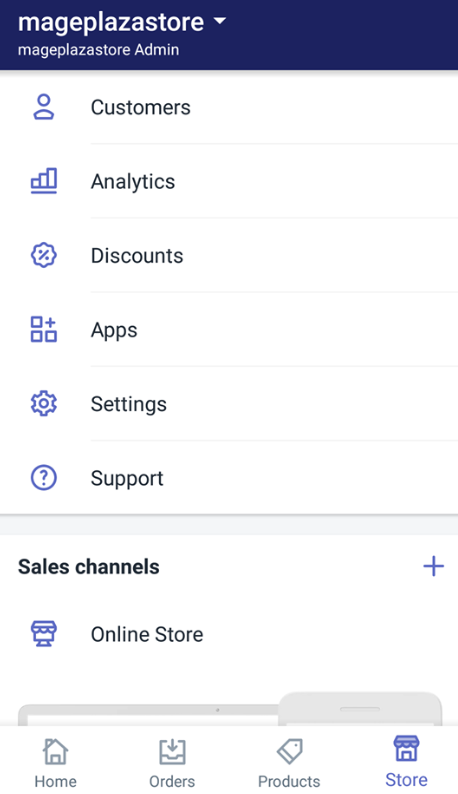 mageplazastore
mageplazastore Admin
Customers
Analytics
Discounts
Apps
Settings
Support
Sales channels
Online Store
Home
Orders
Products
Store